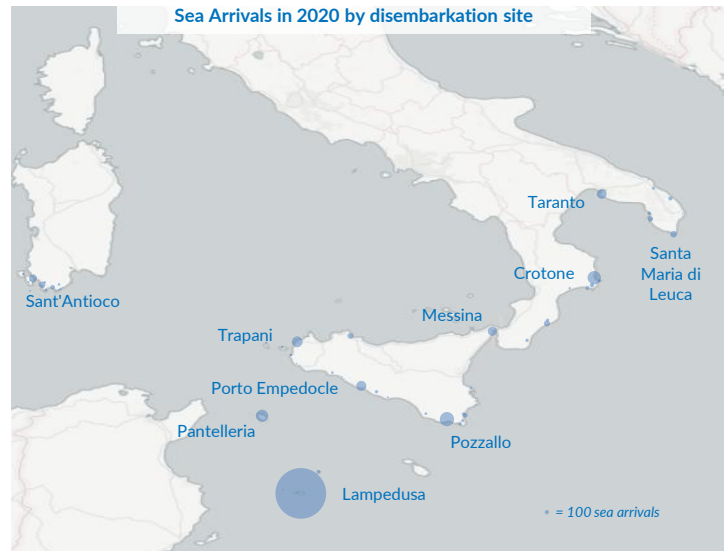 Sea Arrivals in 2020 by disembarkation site
Taranto
Santa
Maria di
Leuca
Crotone
Sant'Antioco
Messina
Trapani
Porto Empedocle
Pantelleria
Pozzallo
Lampedusa
= 100 sea arrivals